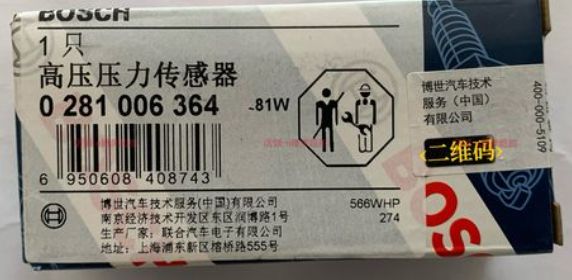 BOSCH
1 只
高压压力传感器
0 281 006 364
-81W
6 950608 408743
博世汽车技术服务(中国)有限公司
南京经济技术开发区东区润博路1号
生产厂家: 联合汽车电子有限公司
地址: 上海浦东新区榕桥路555号
566WHP
274
博世汽车技术
服务（中国）
有限公司
二维码
400-000-5109
BOSCH